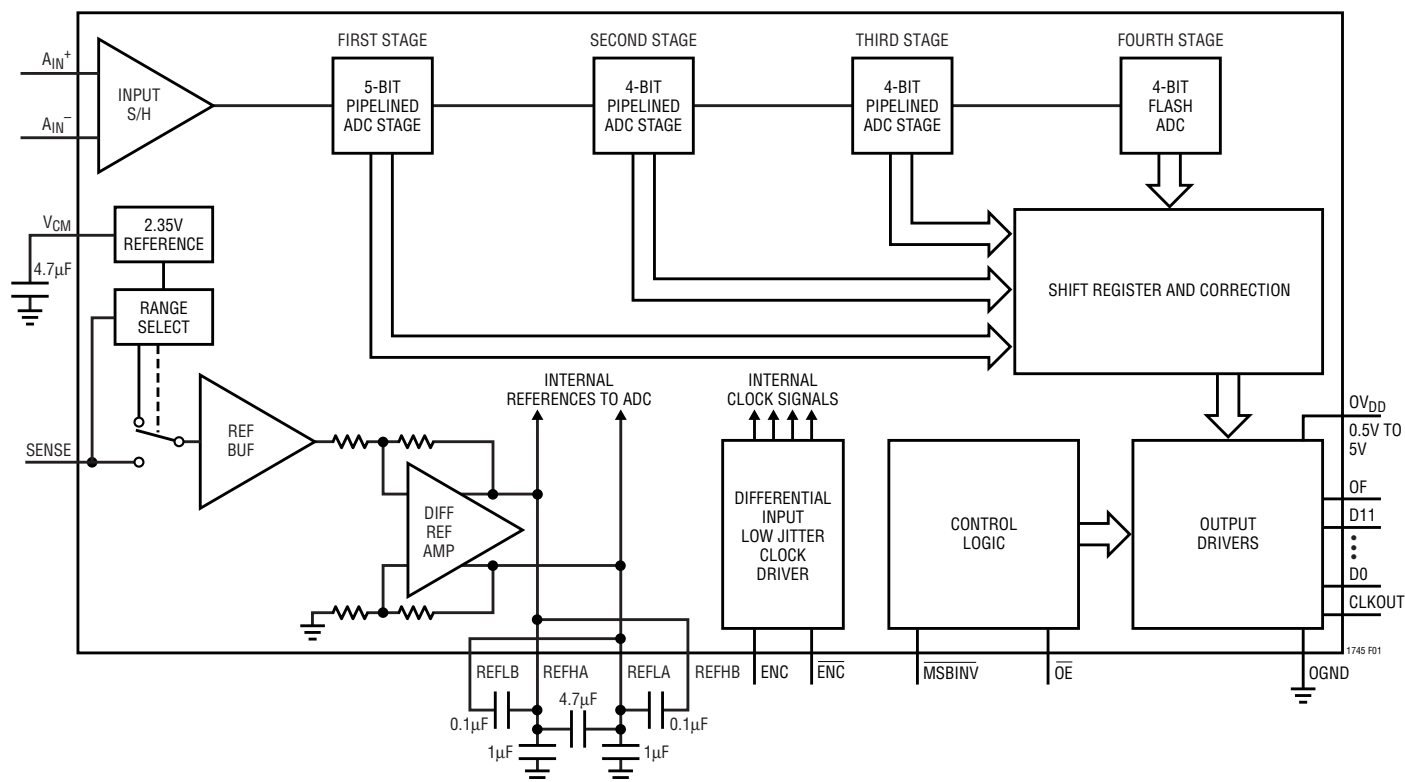 FIRST STAGE
SECOND STAGE
THIRD STAGE
FOURTH STAGE
AIN+
AIN−
INPUT
S/H
5-BIT
PIPELINED
ADC STAGE
4-BIT
PIPELINED
ADC STAGE
4-BIT
PIPELINED
ADC STAGE
4-BIT
FLASH
ADC
VCM
4.7µF
2.35V
REFERENCE
RANGE
SELECT
SHIFT REGISTER AND CORRECTION
SENSE
REF
BUF
INTERNAL
REFERENCES TO ADC
INTERNAL
CLOCK SIGNALS
DIFF
REF
AMP
DIFFERENTIAL
INPUT
LOW JITTER
CLOCK
DRIVER
CONTROL
LOGIC
OUTPUT
DRIVERS
OVDD
0.5V TO
5V
OF
D11
D0
CLKOUT
1745 F01
REFLB
REFHA
REFLA
REFHB
ENC
E̅N̅C̅
M̅S̅B̅I̅N̅V̅
O̅E̅
OGND
4.7µF
0.1µF
0.1µF
1µF
1µF